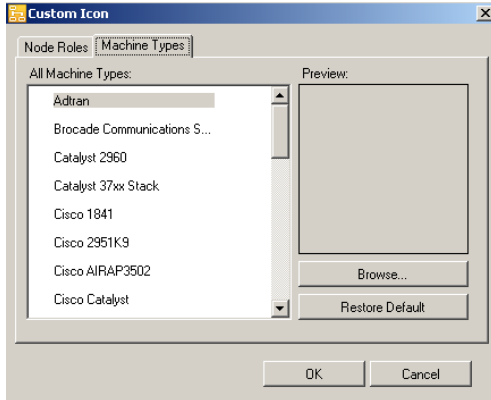 Custom Icon
Node Roles
Machine Types
All Machine Types:
Preview:
Adtran
Brocade Communications S...
Catalyst 2960
Catalyst 37xx Stack
Cisco 1841
Cisco 2951K9
Cisco AIRAP3502
Cisco Catalyst
Browse...
Restore Default
OK
Cancel